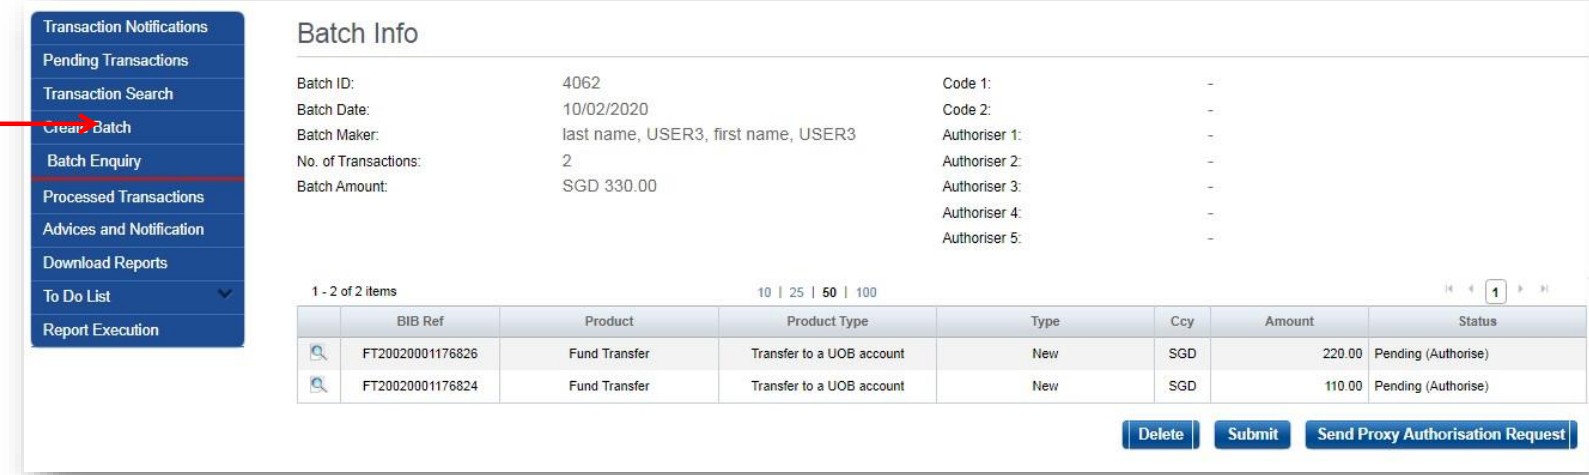 Transaction Notifications
Pending Transactions
Transaction Search
Create Batch
Batch Enquiry
Processed Transactions
Advices and Notification
Download Reports
To Do List
Report Execution
Batch Info
Batch ID: 4062 Code 1: -
Batch Date: 10/02/2020 Code 2: -
Batch Maker: last name, USER3, first name, USER3 Authoriser 1: -
No. of Transactions: 2 Authoriser 2: -
Batch Amount: SGD 330.00 Authoriser 3: -
Authoriser 4: -
Authoriser 5: -
1 - 2 of 2 items 10 | 25 | 50 | 100 1
BIB Ref Product Product Type Type Ccy Amount Status
FT20020001176826 Fund Transfer Transfer to a UOB account New SGD 220.00 Pending (Authorise)
FT20020001176824 Fund Transfer Transfer to a UOB account New SGD 110.00 Pending (Authorise)
Delete Submit Send Proxy Authorisation Request